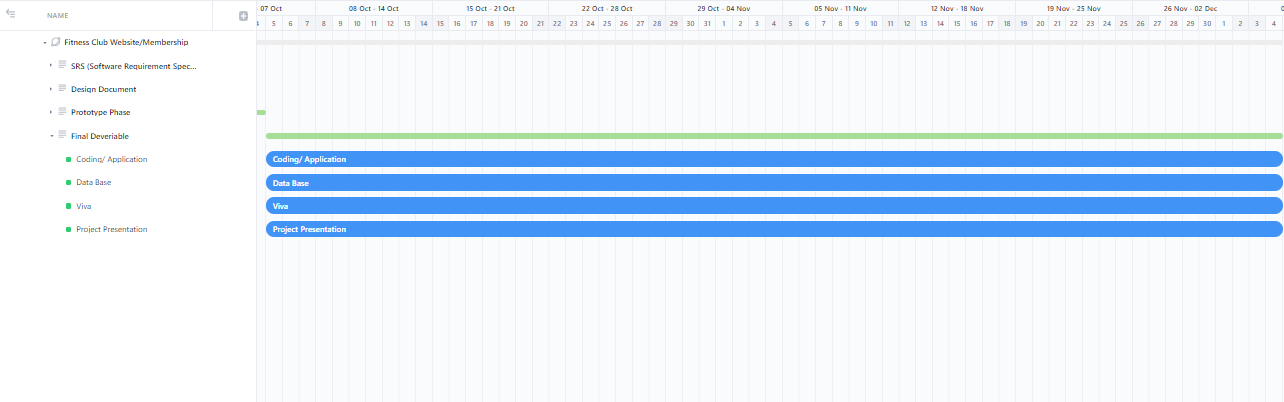 NAME
07 Oct 08 Oct - 14 Oct 15 Oct - 21 Oct 22 Oct - 28 Oct 29 Oct - 04 Nov 05 Nov - 11 Nov 12 Nov - 18 Nov 19 Nov - 25 Nov 26 Nov - 02 Dec
5 6 7 8 9 10 11 12 13 14 15 16 17 18 19 20 21 22 23 24 25 26 27 28 29 30 31 1 2 3 4 5 6 7 8 9 10 11 12 13 14 15 16 17 18 19 20 21 22 23 24 25 26 27 28 29 30 1 2 3 4
Fitness Club Website/Membership
SRS (Software Requirement Spec...
Design Document
Prototype Phase
Final Deveriable
Coding/ Application Coding/ Application
Data Base Data Base
Viva Viva
Project Presentation Project Presentation